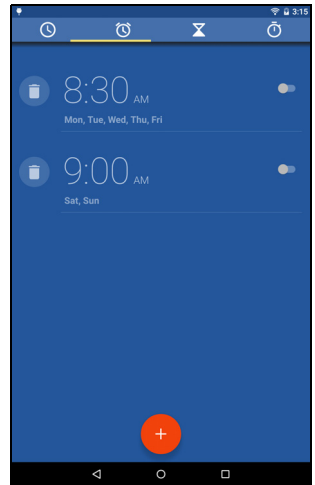 3:15
8:30 AM
Mon, Tue, Wed, Thu, Fri
9:00 AM
Sat, Sun